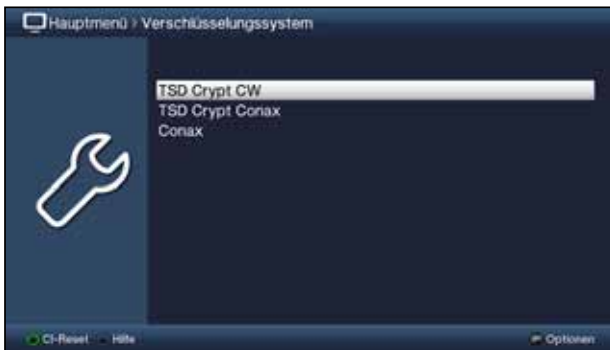 Hauptmenü › Verschlüsselungssystem
TSD Crypt CW
TSD Crypt Conax
Conax
CI-Reset Hilfe Optionen